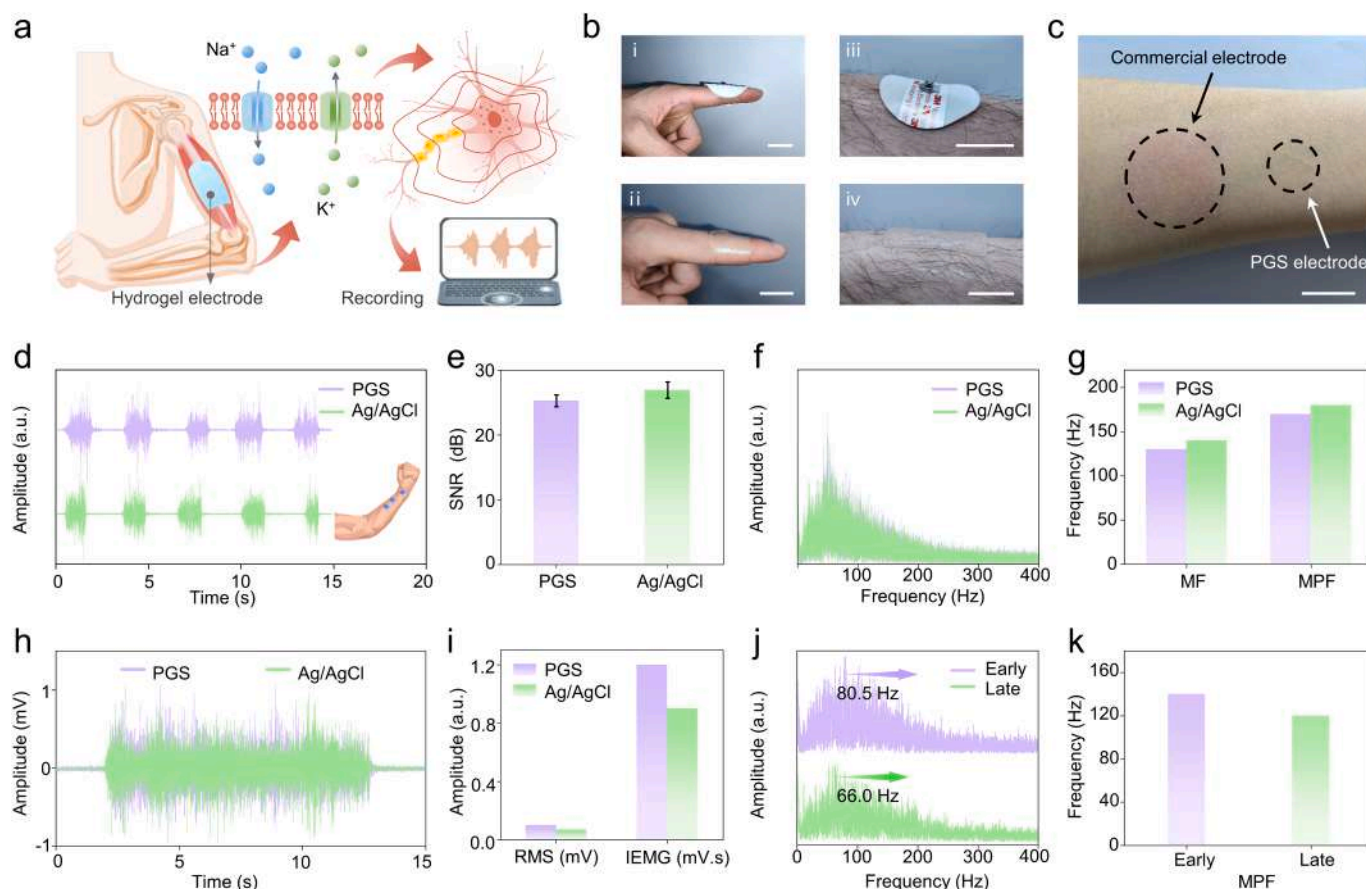 a
Na⁺
K⁺
Hydrogel electrode
Recording
b
i
iii
3M
ii
iv
c
Commercial electrode
PGS electrode
d
PGS
Ag/AgCl
Amplitude (a.u.)
0
5
10
15
20
Time (s)
e
30
20
10
0
SNR (dB)
PGS
Ag/AgCl
f
PGS
Ag/AgCl
Amplitude (a.u.)
100
200
300
400
Frequency (Hz)
g
PGS
Ag/AgCl
200
150
100
50
0
Frequency (Hz)
MF
MPF
h
PGS
Ag/AgCl
1
0
-1
Amplitude (mV)
0
5
10
15
Time (s)
i
PGS
Ag/AgCl
1.2
0.8
0.4
0.0
Amplitude (a.u.)
RMS (mV)
IEMG (mV.s)
j
Early
Late
80.5 Hz
66.0 Hz
Amplitude (a.u.)
0
100
200
300
400
Frequency (Hz)
k
160
120
80
40
0
Frequency (Hz)
Early
Late
MPF